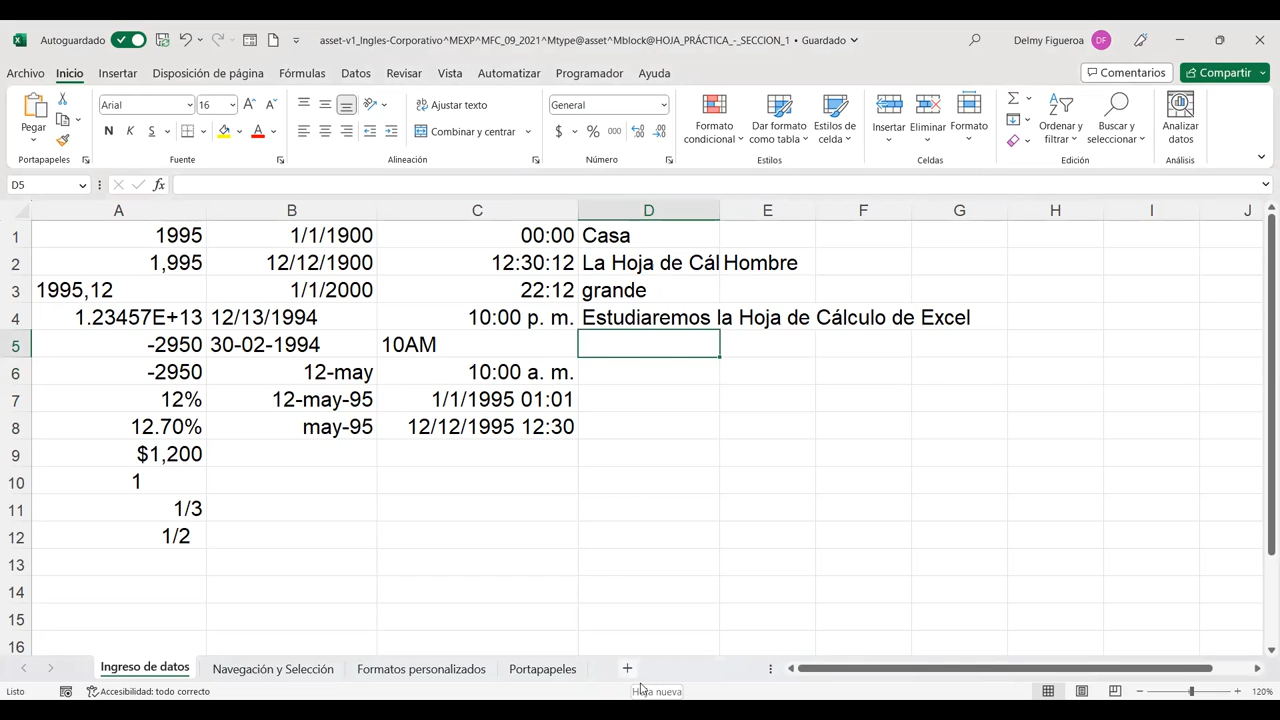 Autoguardado
asset-v1_Ingles-Corporativo^MEXP^MFC_09_2021^Mtype@asset^Mblock@HOJA_PRÁCTICA_-_SECCION_1 • Guardado
Delmy Figueroa DF
Archivo Inicio Insertar Disposición de página Fórmulas Datos Revisar Vista Automatizar Programador Ayuda
Comentarios Compartir
Pegar
Arial 16
N K S
Ajustar texto
Combinar y centrar
General
$ % 000
Formato condicional
Dar formato como tabla
Estilos de celda
Insertar Eliminar Formato
Ordenar y filtrar
Buscar y seleccionar
Analizar datos
Portapapeles Fuente Alineación Número Estilos Celdas Edición Análisis
D5 fx
A B C D E F G H I J
1 1995 1/1/1900 00:00 Casa
2 1,995 12/12/1900 12:30:12 La Hoja de Cál Hombre
3 1995,12 1/1/2000 22:12 grande
4 1.23457E+13 12/13/1994 10:00 p. m. Estudiaremos la Hoja de Cálculo de Excel
5 -2950 30-02-1994 10AM
6 -2950 12-may 10:00 a. m.
7 12% 12-may-95 1/1/1995 01:01
8 12.70% may-95 12/12/1995 12:30
9 $1,200
10 1
11 1/3
12 1/2
13
14
15
16
Ingreso de datos Navegación y Selección Formatos personalizados Portapapeles
Listo Accesibilidad: todo correcto Hoja nueva 120%